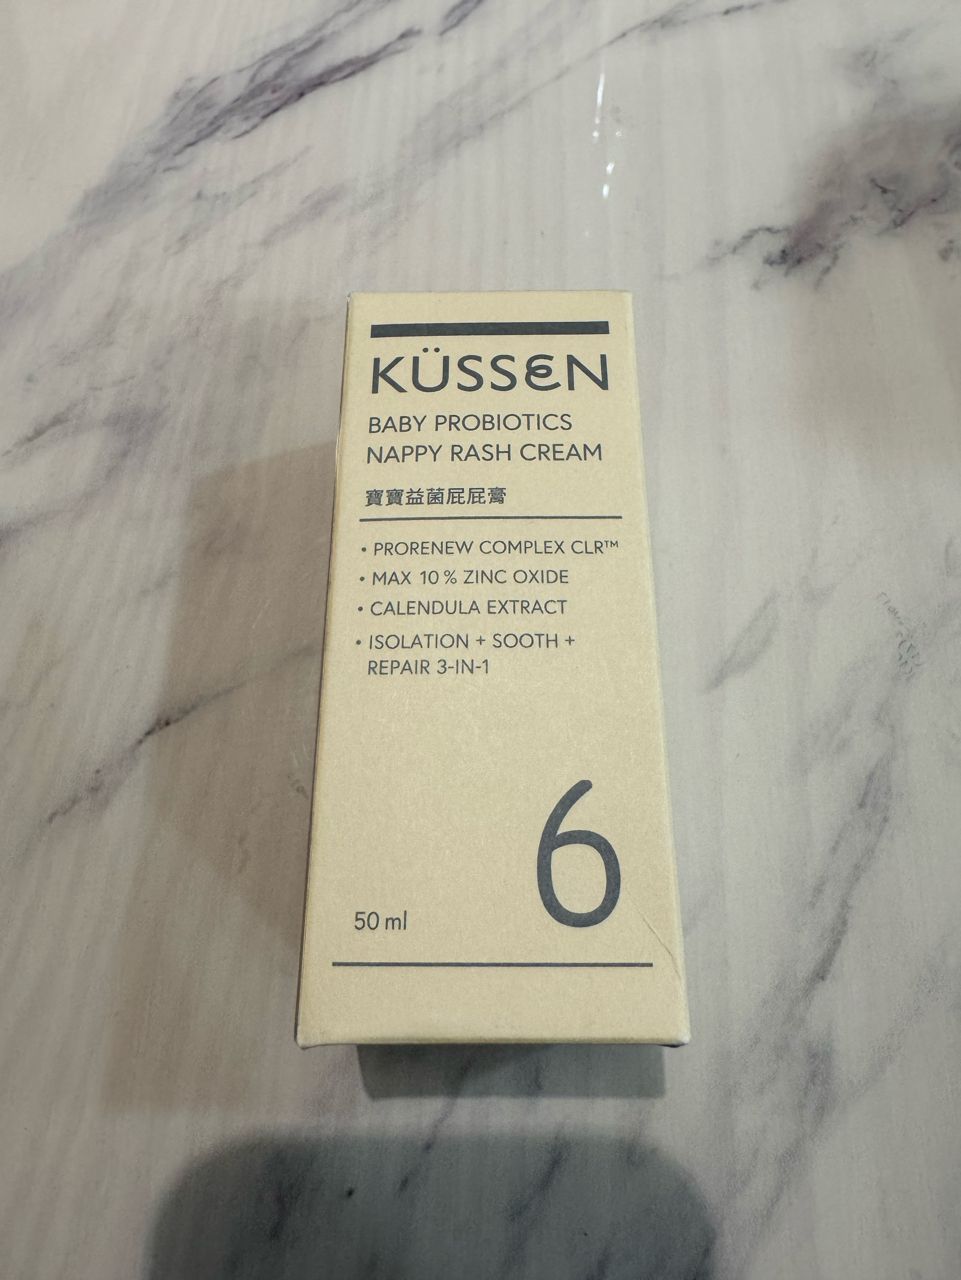 KÜSSEN
BABY PROBIOTICS
NAPPY RASH CREAM
寶寶益菌屁屁膏
• PRORENEW COMPLEX CLR™
• MAX 10% ZINC OXIDE
• CALENDULA EXTRACT
• ISOLATION + SOOTH +
REPAIR 3-IN-1
6
50 ml